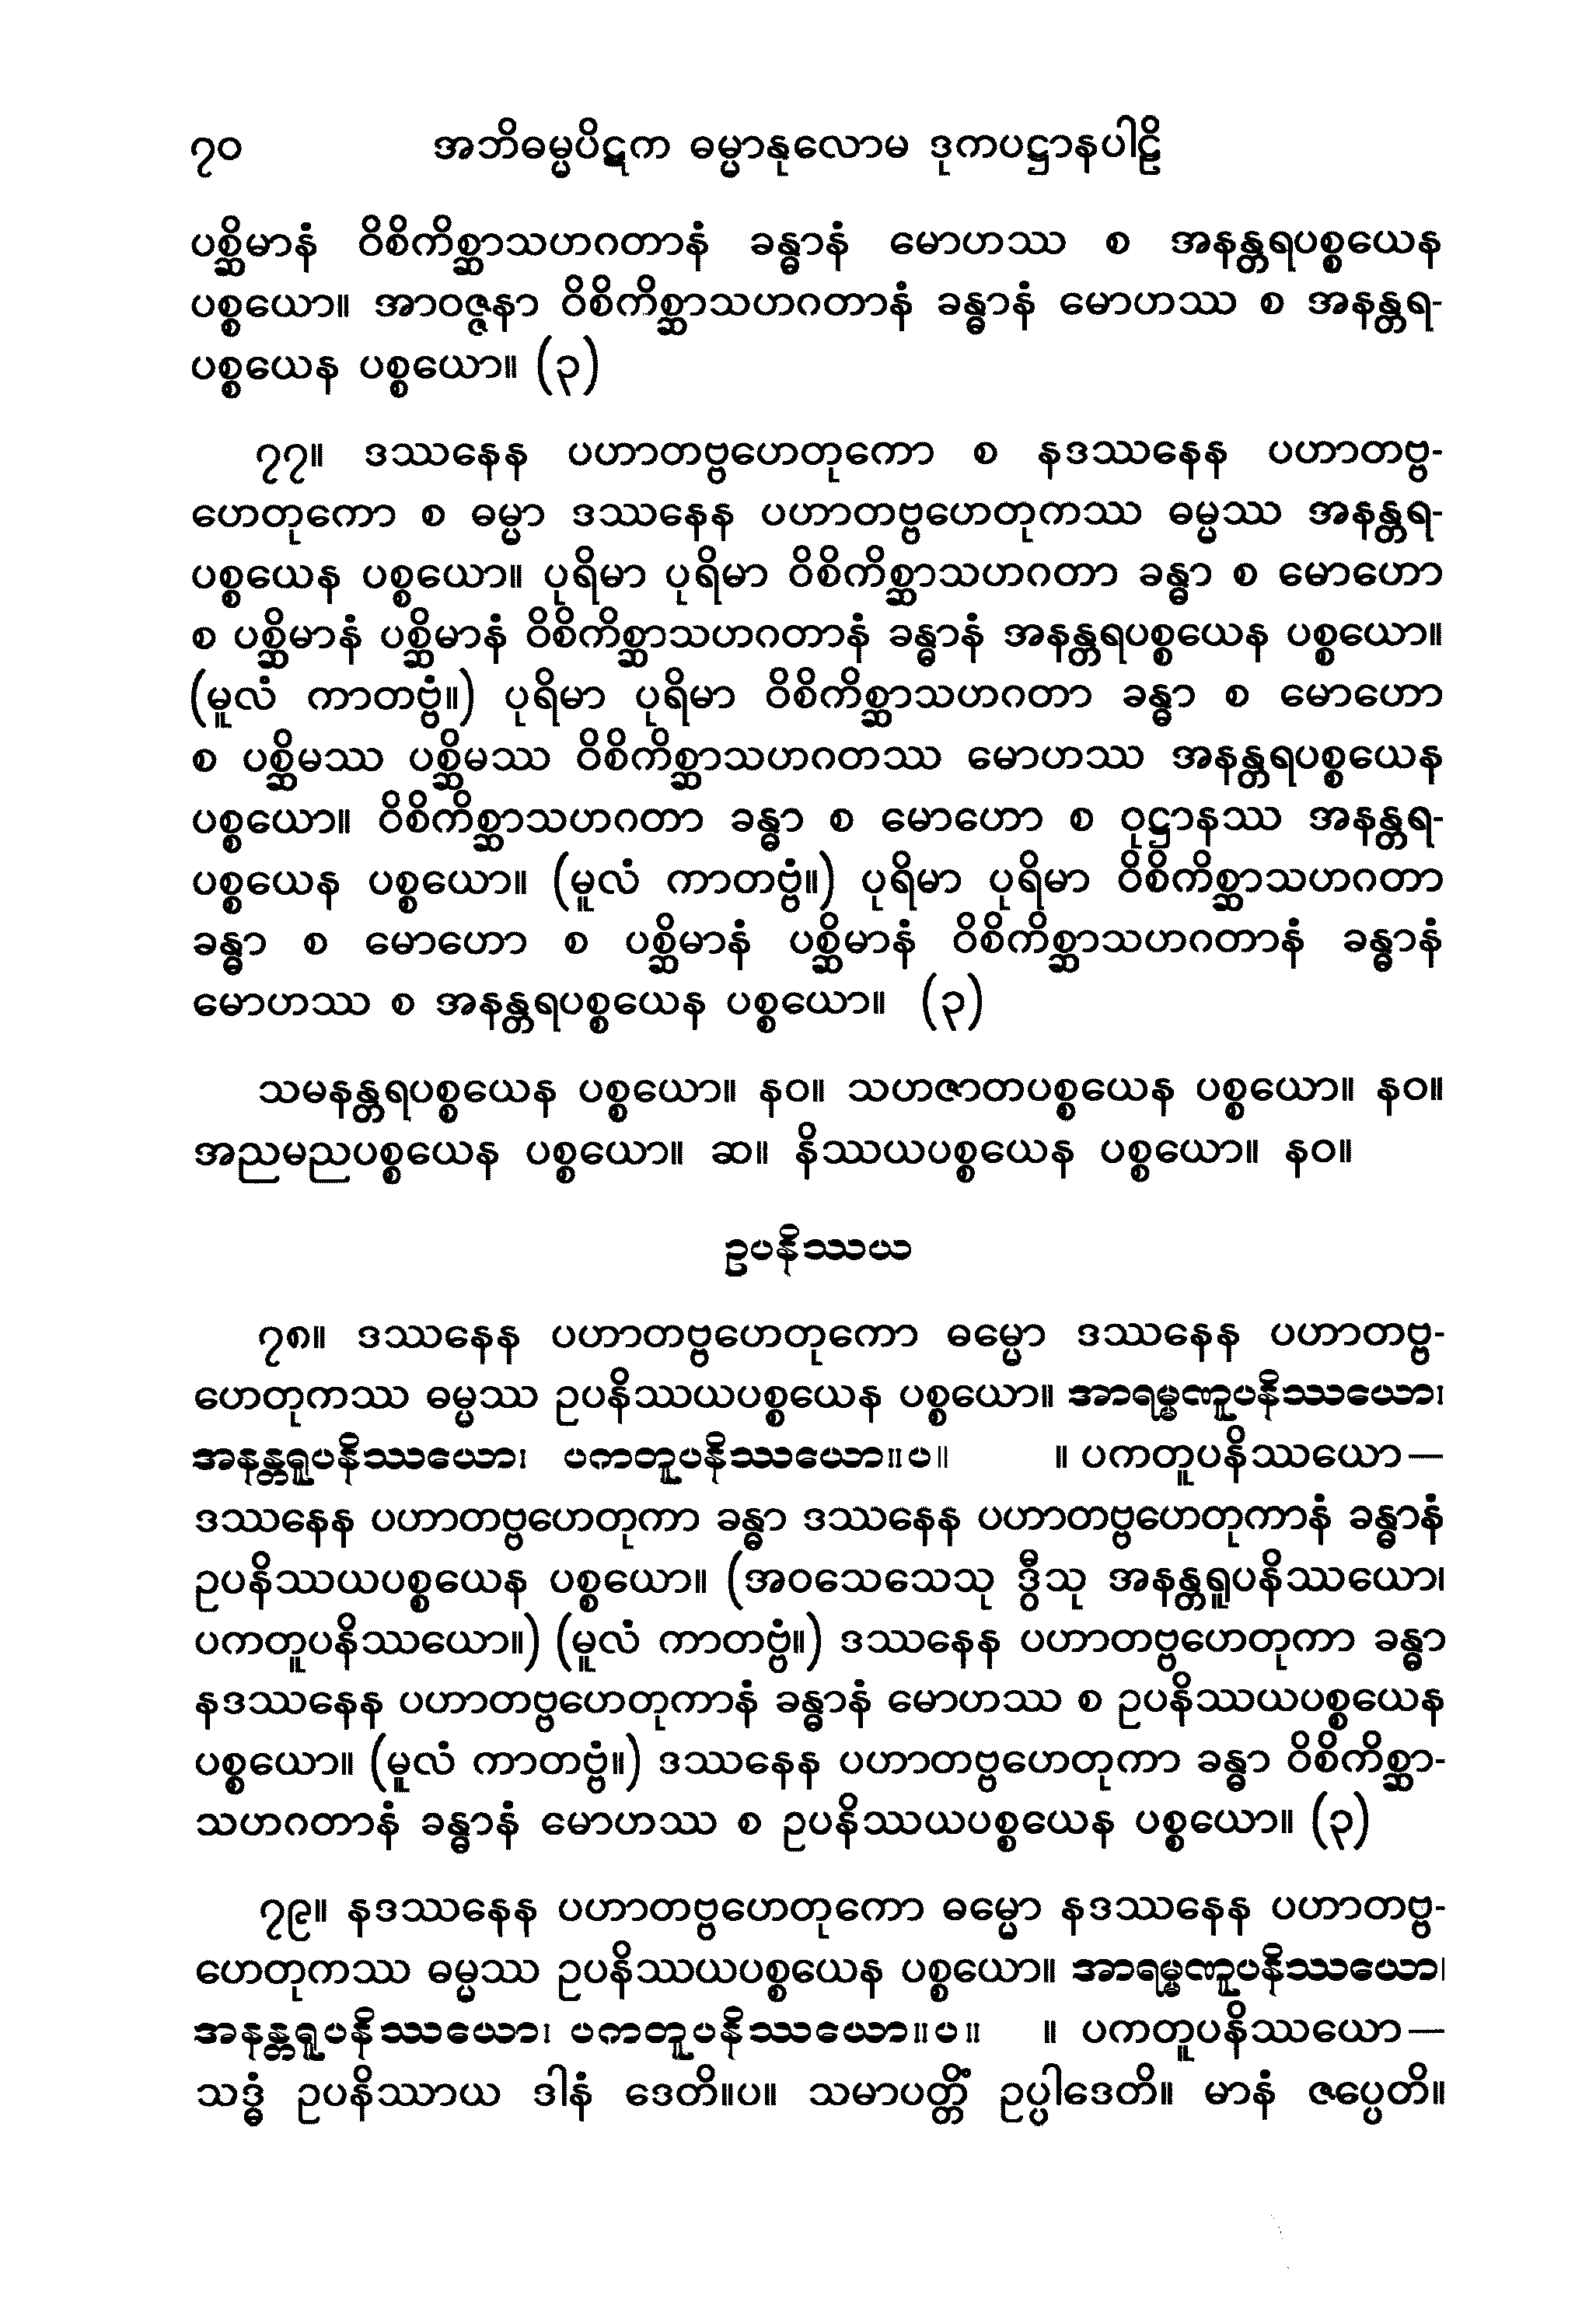 ၇၀ အဘိဓမ္မပိဋက ဓမ္မာနုလောမ ဒုကပဋ္ဌာနပါဠိ
ပစ္ဆိမာနံ ဝိစိကိစ္ဆာသဟဂတာနံ ခန္ဓာနံ မောဟဿ စ အနန္တရပစ္စယေန
ပစ္စယော။ အာဝဇ္ဇနာ ဝိစိကိစ္ဆာသဟဂတာနံ ခန္ဓာနံ မောဟဿ စ အနန္တရ-
ပစ္စယေန ပစ္စယော။ (၃)
၇၇။ ဒဿနေန ပဟာတဗ္ဗဟေတုကော စ နဒဿနေန ပဟာတဗ္ဗ-
ဟေတုကော စ ဓမ္မာ ဒဿနေန ပဟာတဗ္ဗဟေတုကဿ ဓမ္မဿ အနန္တရ-
ပစ္စယေန ပစ္စယော။ ပုရိမာ ပုရိမာ ဝိစိကိစ္ဆာသဟဂတာ ခန္ဓာ စ မောဟော
စ ပစ္ဆိမာနံ ပစ္ဆိမာနံ ဝိစိကိစ္ဆာသဟဂတာနံ ခန္ဓာနံ အနန္တရပစ္စယေန ပစ္စယော။
(မူလံ ကာတဗ္ဗံ။) ပုရိမာ ပုရိမာ ဝိစိကိစ္ဆာသဟဂတာ ခန္ဓာ စ မောဟော
စ ပစ္ဆိမဿ ပစ္ဆိမဿ ဝိစိကိစ္ဆာသဟဂတဿ မောဟဿ အနန္တရပစ္စယေန
ပစ္စယော။ ဝိစိကိစ္ဆာသဟဂတာ ခန္ဓာ စ မောဟော စ ဝုဋ္ဌာနဿ အနန္တရ-
ပစ္စယေန ပစ္စယော။ (မူလံ ကာတဗ္ဗံ။) ပုရိမာ ပုရိမာ ဝိစိကိစ္ဆာသဟဂတာ
ခန္ဓာ စ မောဟော စ ပစ္ဆိမာနံ ပစ္ဆိမာနံ ဝိစိကိစ္ဆာသဟဂတာနံ ခန္ဓာနံ
မောဟဿ စ အနန္တရပစ္စယေန ပစ္စယော။ (၃)
သမနန္တရပစ္စယေန ပစ္စယော။ နဝ။ သဟဇာတပစ္စယေန ပစ္စယော။ နဝ။
အညမညပစ္စယေန ပစ္စယော။ ဆ။ နိဿယပစ္စယေန ပစ္စယော။ နဝ။
ဥပနိဿယ
၇၈။ ဒဿနေန ပဟာတဗ္ဗဟေတုကော ဓမ္မော ဒဿနေန ပဟာတဗ္ဗ-
ဟေတုကဿ ဓမ္မဿ ဥပနိဿယပစ္စယေန ပစ္စယော။ အာရမ္မဏူပနိဿယော၊
အနန္တရူပနိဿယော၊ ပကတူပနိဿယော။ပ။ ။ ပကတူပနိဿယော—
ဒဿနေန ပဟာတဗ္ဗဟေတုကာ ခန္ဓာ ဒဿနေန ပဟာတဗ္ဗဟေတုကာနံ ခန္ဓာနံ
ဥပနိဿယပစ္စယေန ပစ္စယော။ (အဝသေသေသု ဒွီသု အနန္တရူပနိဿယော၊
ပကတူပနိဿယော။) (မူလံ ကာတဗ္ဗံ။) ဒဿနေန ပဟာတဗ္ဗဟေတုကာ ခန္ဓာ
နဒဿနေန ပဟာတဗ္ဗဟေတုကာနံ ခန္ဓာနံ မောဟဿ စ ဥပနိဿယပစ္စယေန
ပစ္စယော။ (မူလံ ကာတဗ္ဗံ။) ဒဿနေန ပဟာတဗ္ဗဟေတုကာ ခန္ဓာ ဝိစိကိစ္ဆာ-
သဟဂတာနံ ခန္ဓာနံ မောဟဿ စ ဥပနိဿယပစ္စယေန ပစ္စယော။ (၃)
၇၉။ နဒဿနေန ပဟာတဗ္ဗဟေတုကော ဓမ္မော နဒဿနေန ပဟာတဗ္ဗ-
ဟေတုကဿ ဓမ္မဿ ဥပနိဿယပစ္စယေန ပစ္စယော။ အာရမ္မဏူပနိဿယော၊
အနန္တရူပနိဿယော၊ ပကတူပနိဿယော။ပ။ ။ ပကတူပနိဿယော—
သဒ္ဓံ ဥပနိဿာယ ဒါနံ ဒေတိ။ပ။ သမာပတ္တိံ ဥပ္ပါဒေတိ။ မာနံ ဇပ္ပေတိ။